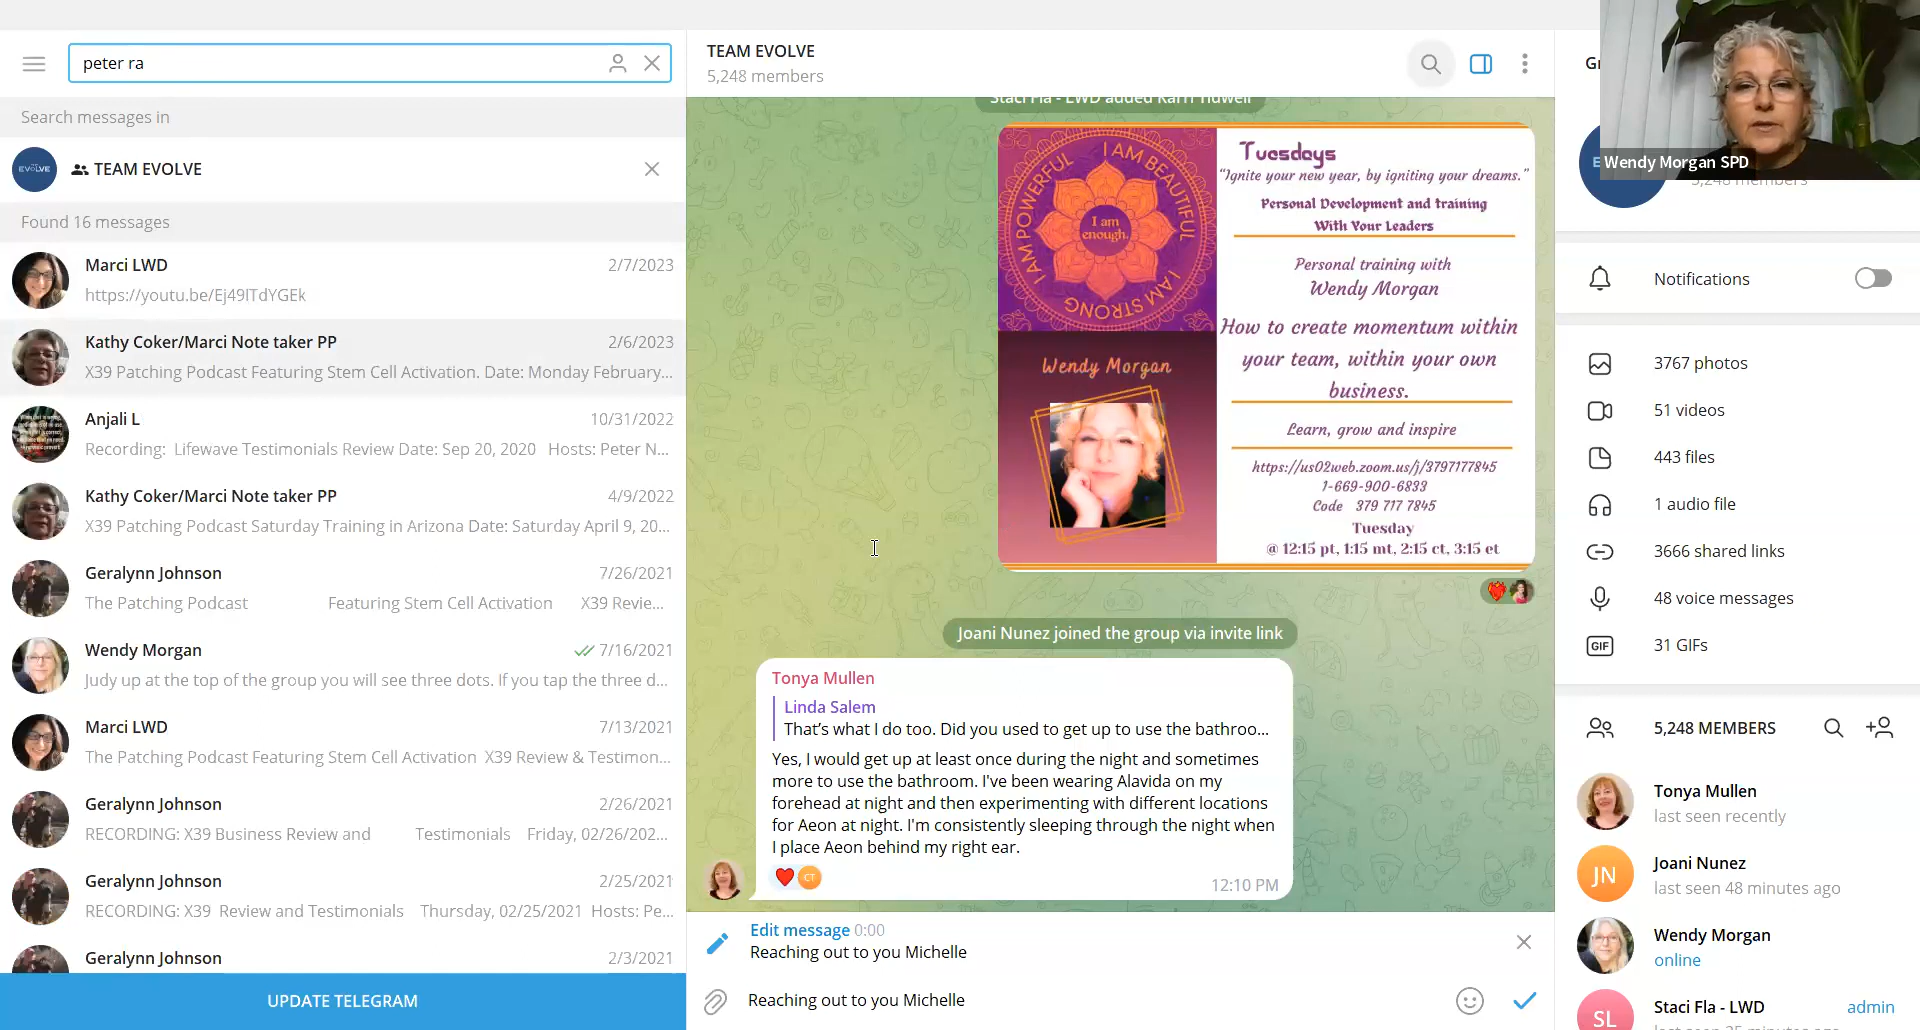 peter ra
Search messages in
EVOLVE
TEAM EVOLVE
Found 16 messages
Marci LWD
2/7/2023
https://youtu.be/Ej49ITdYGEk
Kathy Coker/Marci Note taker PP
2/6/2023
X39 Patching Podcast Featuring Stem Cell Activation. Date: Monday February...
Anjali L
10/31/2022
Recording: Lifewave Testimonials Review Date: Sep 20, 2020 Hosts: Peter N...
Kathy Coker/Marci Note taker PP
4/9/2022
X39 Patching Podcast Saturday Training in Arizona Date: Saturday April 9, 20...
Geralynn Johnson
7/26/2021
The Patching Podcast Featuring Stem Cell Activation X39 Revie...
Wendy Morgan
7/16/2021
Judy up at the top of the group you will see three dots. If you tap the three d...
Marci LWD
7/13/2021
The Patching Podcast Featuring Stem Cell Activation X39 Review & Testimon...
Geralynn Johnson
2/26/2021
RECORDING: X39 Business Review and Testimonials Friday, 02/26/202...
Geralynn Johnson
2/25/2021
RECORDING: X39 Review and Testimonials Thursday, 02/25/2021 Hosts: Pe...
Geralynn Johnson
2/3/2021
UPDATE TELEGRAM
TEAM EVOLVE
5,248 members
Staci Fla - LWD added Karri Tidwell
I AM POWERFUL
I AM BEAUTIFUL
I AM STRONG
I am
enough.
Wendy Morgan
Tuesdays
"Ignite your new year, by igniting your dreams."
Personal Development and training
With Your Leaders
Personal training with
Wendy Morgan
How to create momentum within
your team, within your own
business.
Learn, grow and inspire
https://us02web.zoom.us/j/3797177845
1-669-900-6833
Code 379 717 7845
Tuesday
@ 12:15 pt, 1:15 mt, 2:15 ct, 3:15 et
Joani Nunez joined the group via invite link
Tonya Mullen
Linda Salem
That's what I do too. Did you used to get up to use the bathroo...
Yes, I would get up at least once during the night and sometimes
more to use the bathroom. I've been wearing Alavida on my
forehead at night and then experimenting with different locations
for Aeon at night. I'm consistently sleeping through the night when
I place Aeon behind my right ear.
CT
12:10 PM
Edit message 0:00
Reaching out to you Michelle
Reaching out to you Michelle
Wendy Morgan SPD
5,248 members
Notifications
3767 photos
51 videos
443 files
1 audio file
3666 shared links
48 voice messages
GIF
31 GIFs
5,248 MEMBERS
Tonya Mullen
last seen recently
JN
Joani Nunez
last seen 48 minutes ago
Wendy Morgan
online
SL
Staci Fla - LWD
admin